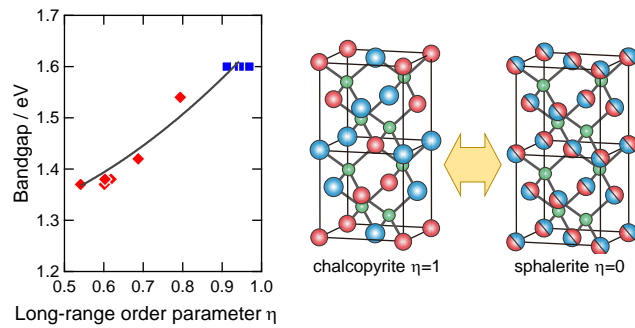 Bandgap / eV
1.7
1.6
1.5
1.4
1.3
1.2
0.5 0.6 0.7 0.8 0.9 1.0
Long-range order parameter η
chalcopyrite η=1
sphalerite η=0